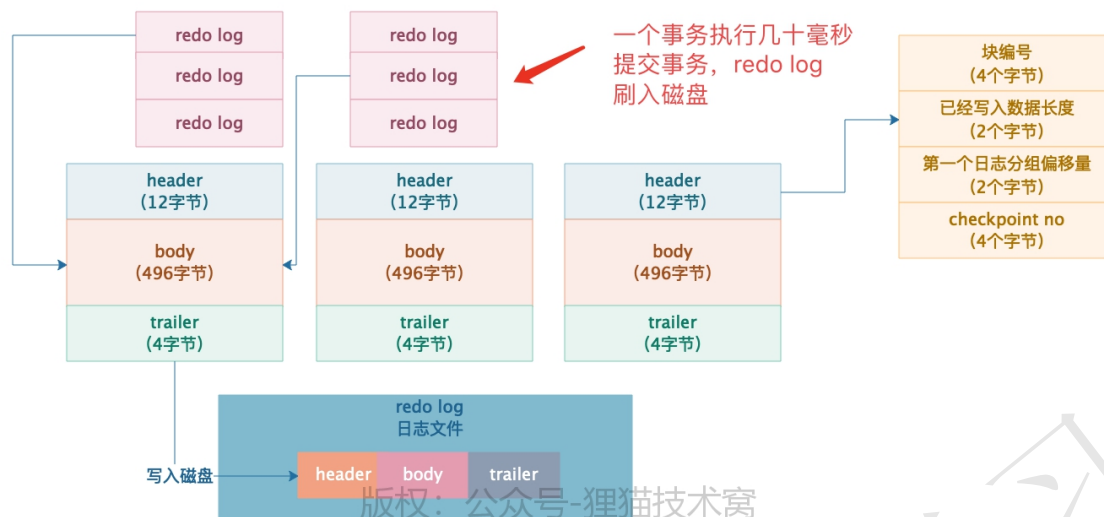 redo log
redo log
redo log
redo log
redo log
redo log
一个事务执行几十毫秒
提交事务，redo log
刷入磁盘
块编号
(4个字节)
已经写入数据长度
(2个字节)
第一个日志分组偏移量
(2个字节)
checkpoint no
(4个字节)
header
(12字节)
body
(496字节)
trailer
(4字节)
header
(12字节)
body
(496字节)
trailer
(4字节)
header
(12字节)
body
(496字节)
trailer
(4字节)
redo log
日志文件
写入磁盘
header
body
trailer
版权：公众号-狸猫技术窝